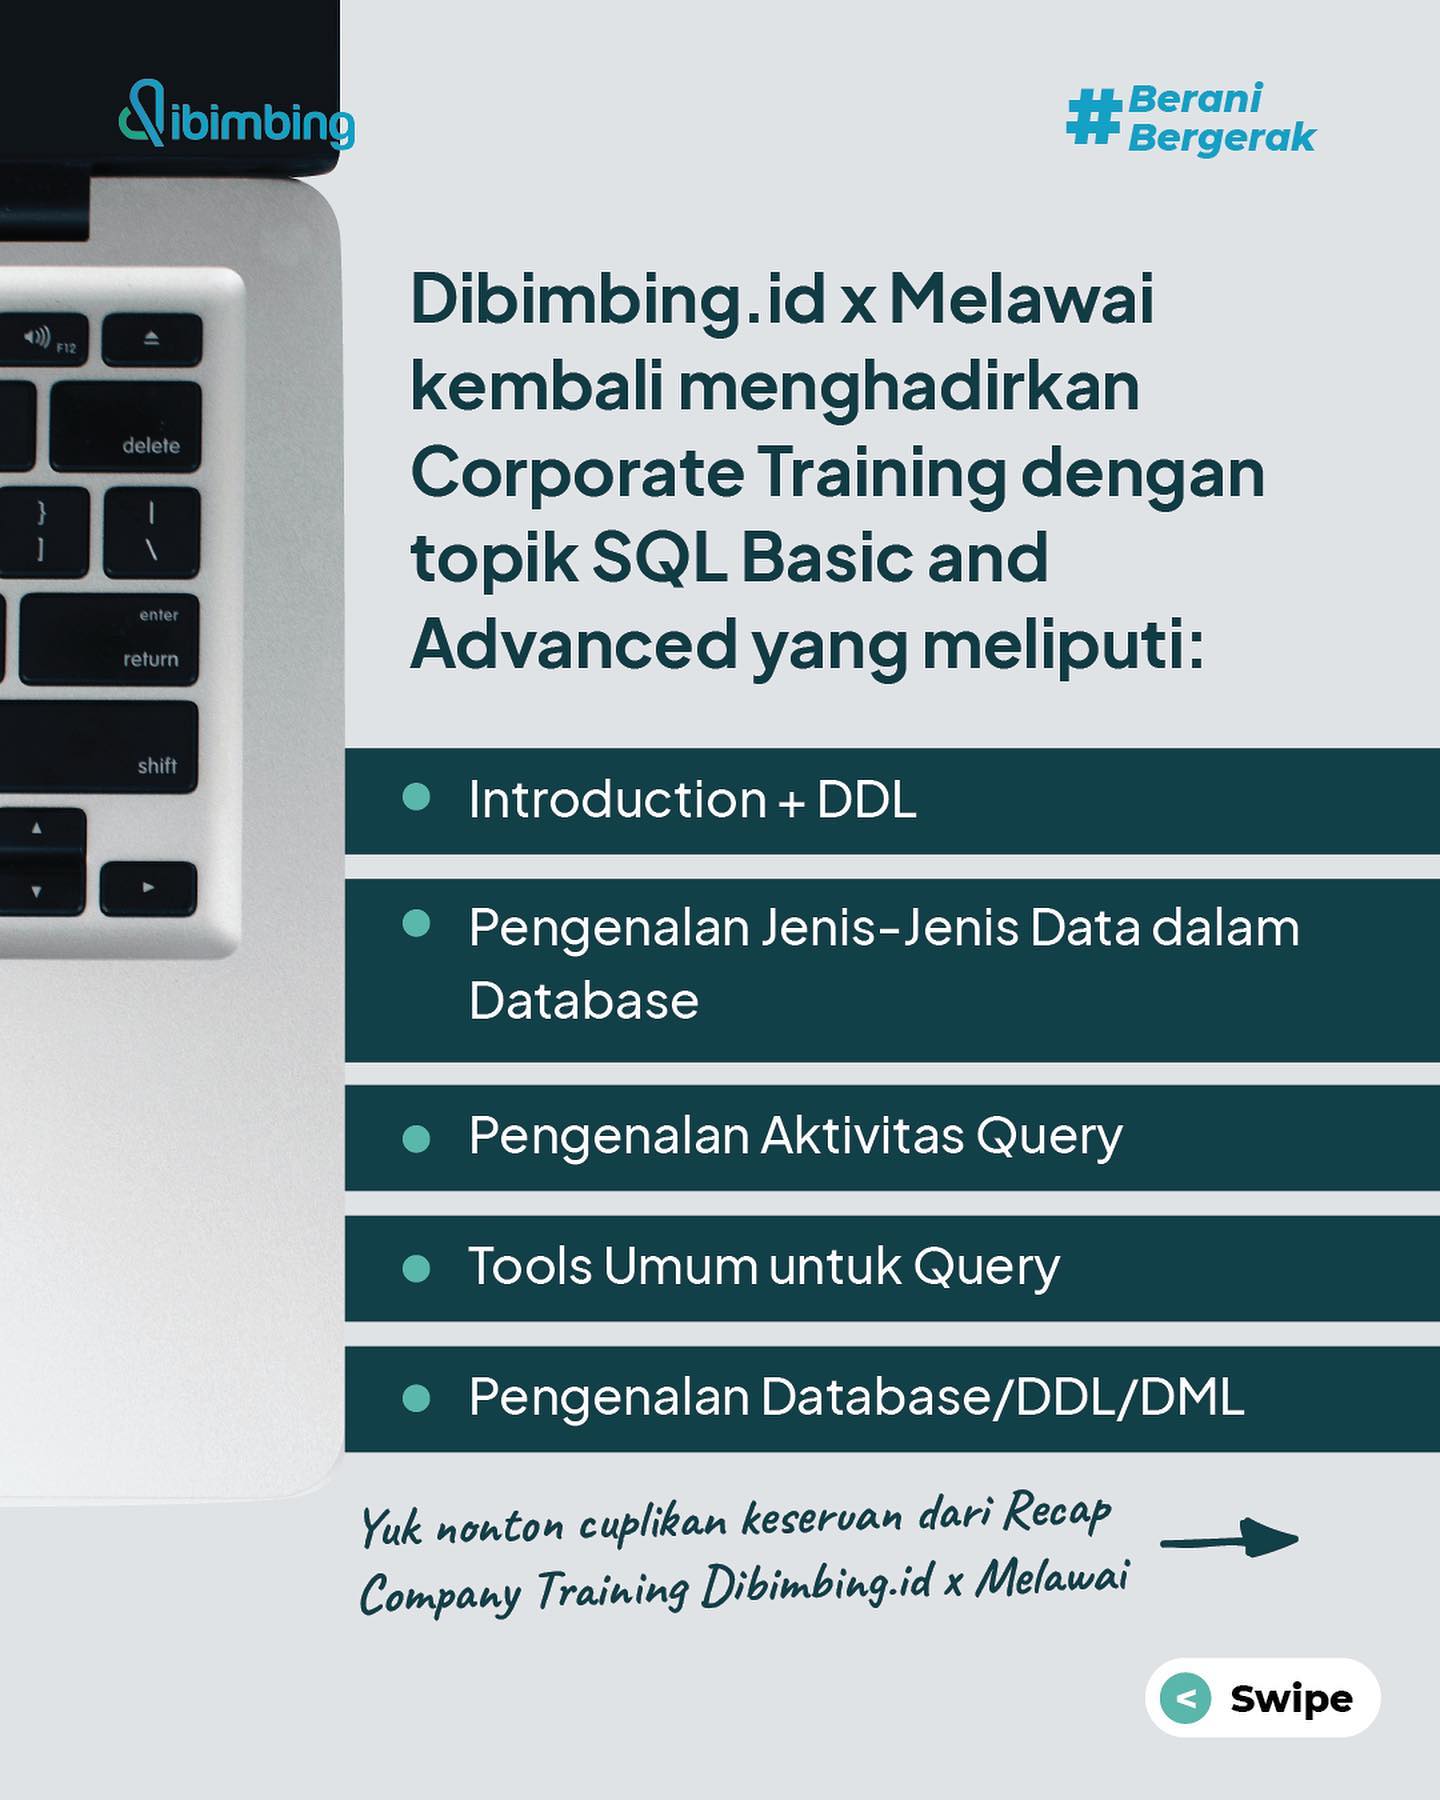 Dibimbing
#Berani
Bergerak
Dibimbing.id x Melawai
kembali menghadirkan
Corporate Training dengan
topik SQL Basic and
Advanced yang meliputi:
F12
delete
}
]
|
\
enter
return
shift
Introduction + DDL
Pengenalan Jenis-Jenis Data dalam
Database
Pengenalan Aktivitas Query
Tools Umum untuk Query
Pengenalan Database/DDL/DML
Yuk nonton cuplikan keseruan dari Recap
Company Training Dibimbing.id x Melawai
< Swipe